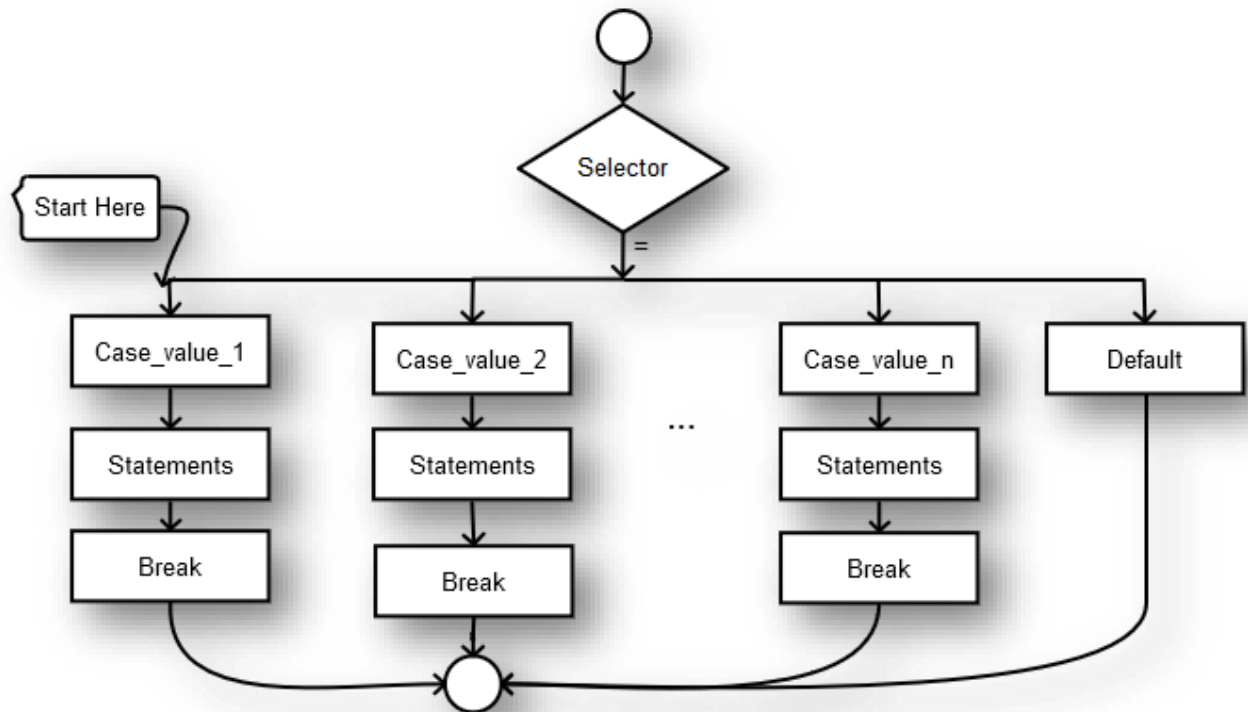 Selector
Start Here
=
Case_value_1
Case_value_2
Case_value_n
Default
...
Statements
Statements
Statements
Break
Break
Break